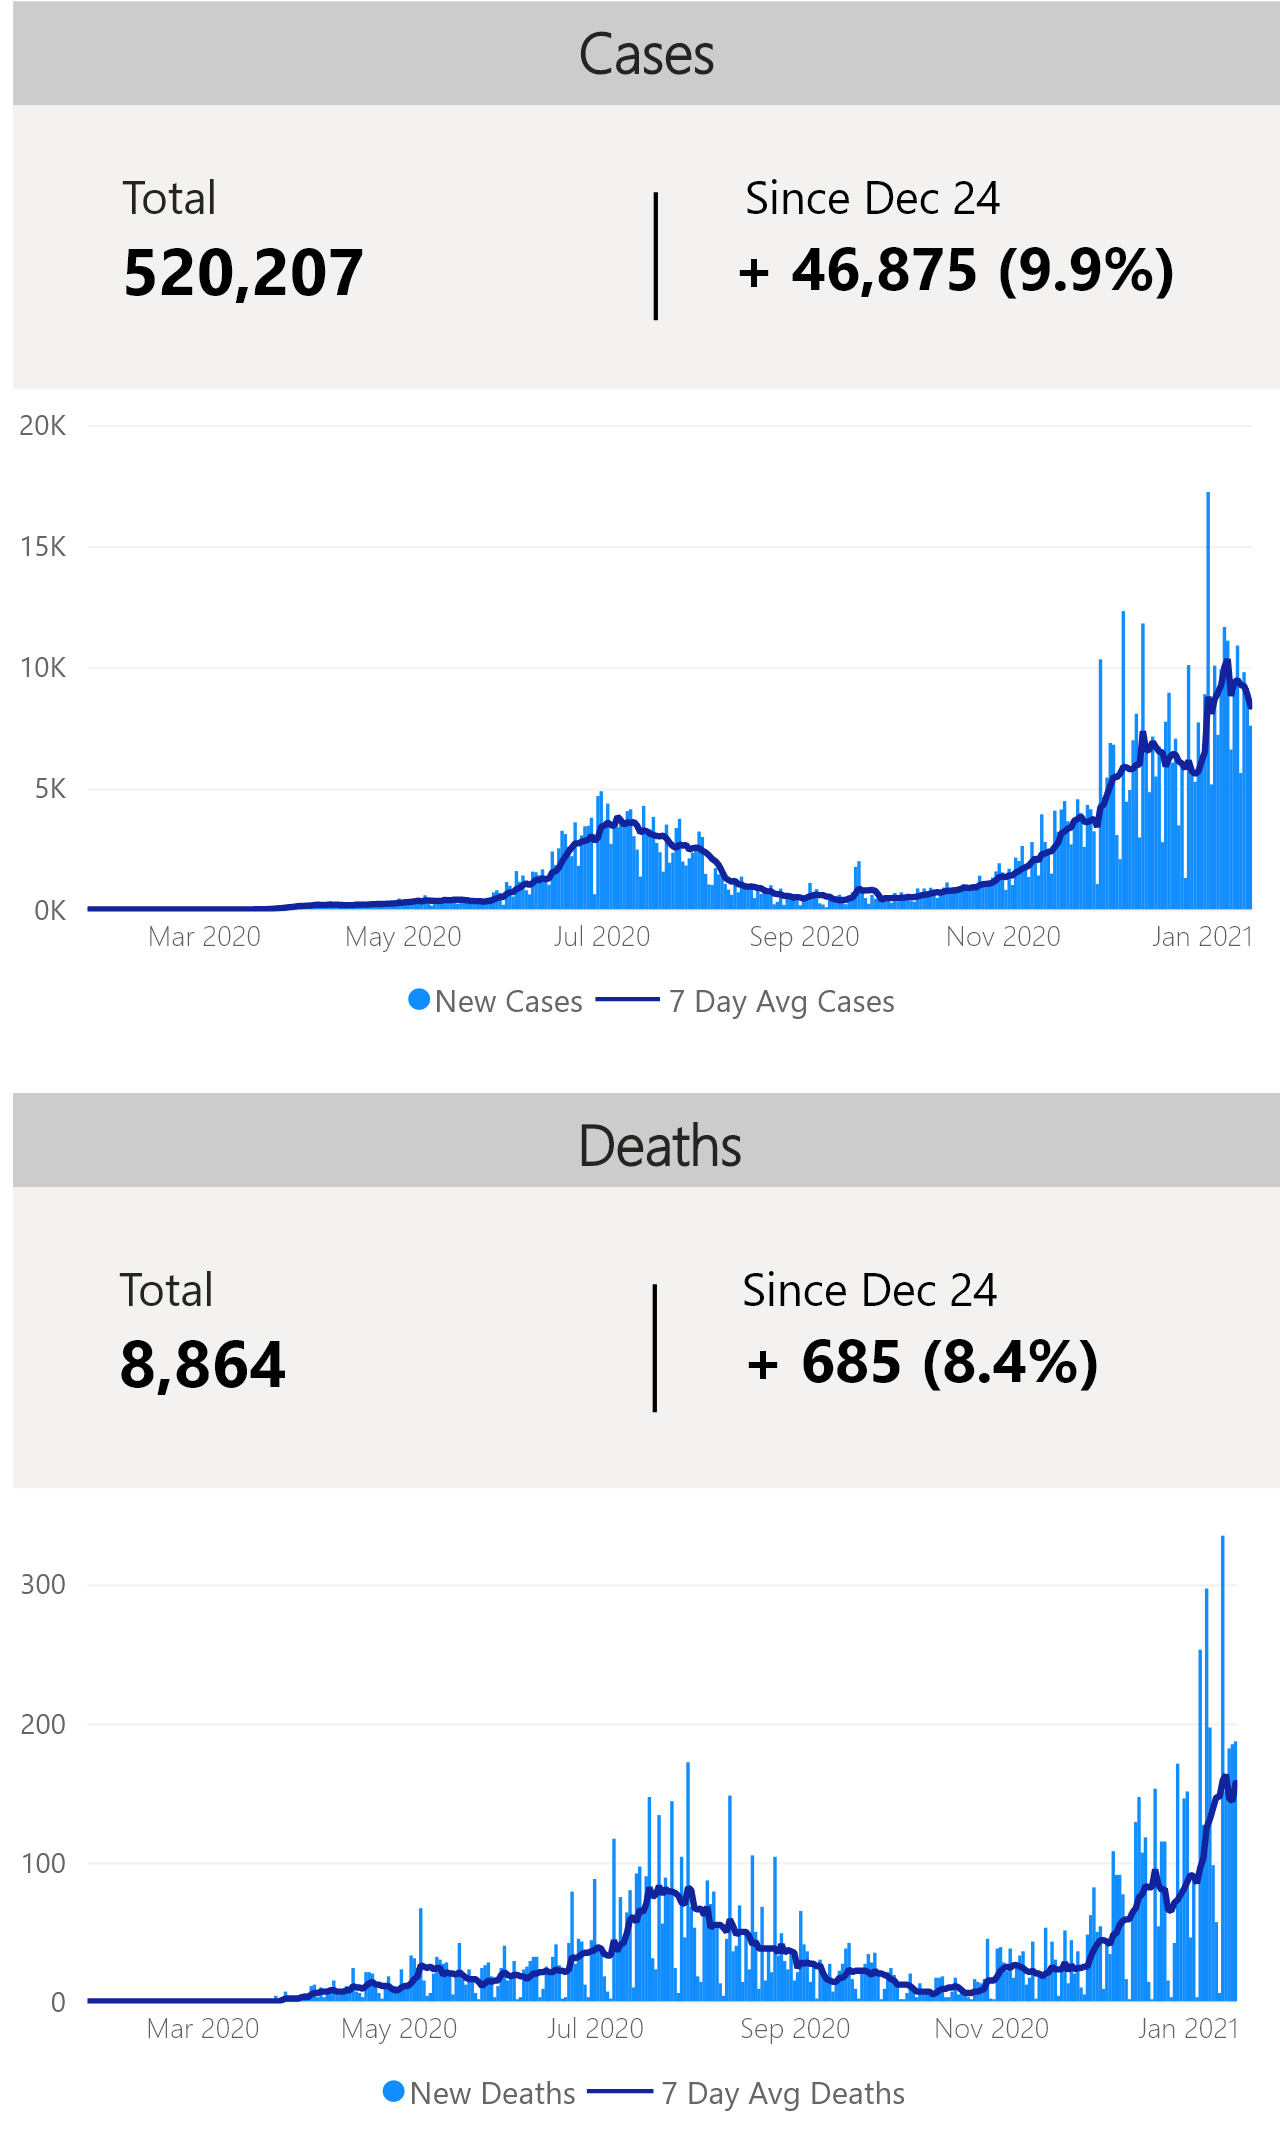 Cases
Total
Since Dec 24
520,207
+ 46,875 (9.9%)
20K
15K
10K
5K
0K
Mar 2020 May 2020 Jul 2020 Sep 2020 Nov 2020 Jan 2021
New Cases 7 Day Avg Cases
Deaths
Total
Since Dec 24
8,864
+ 685 (8.4%)
300
200
100
0
Mar 2020 May 2020 Jul 2020 Sep 2020 Nov 2020 Jan 2021
New Deaths 7 Day Avg Deaths